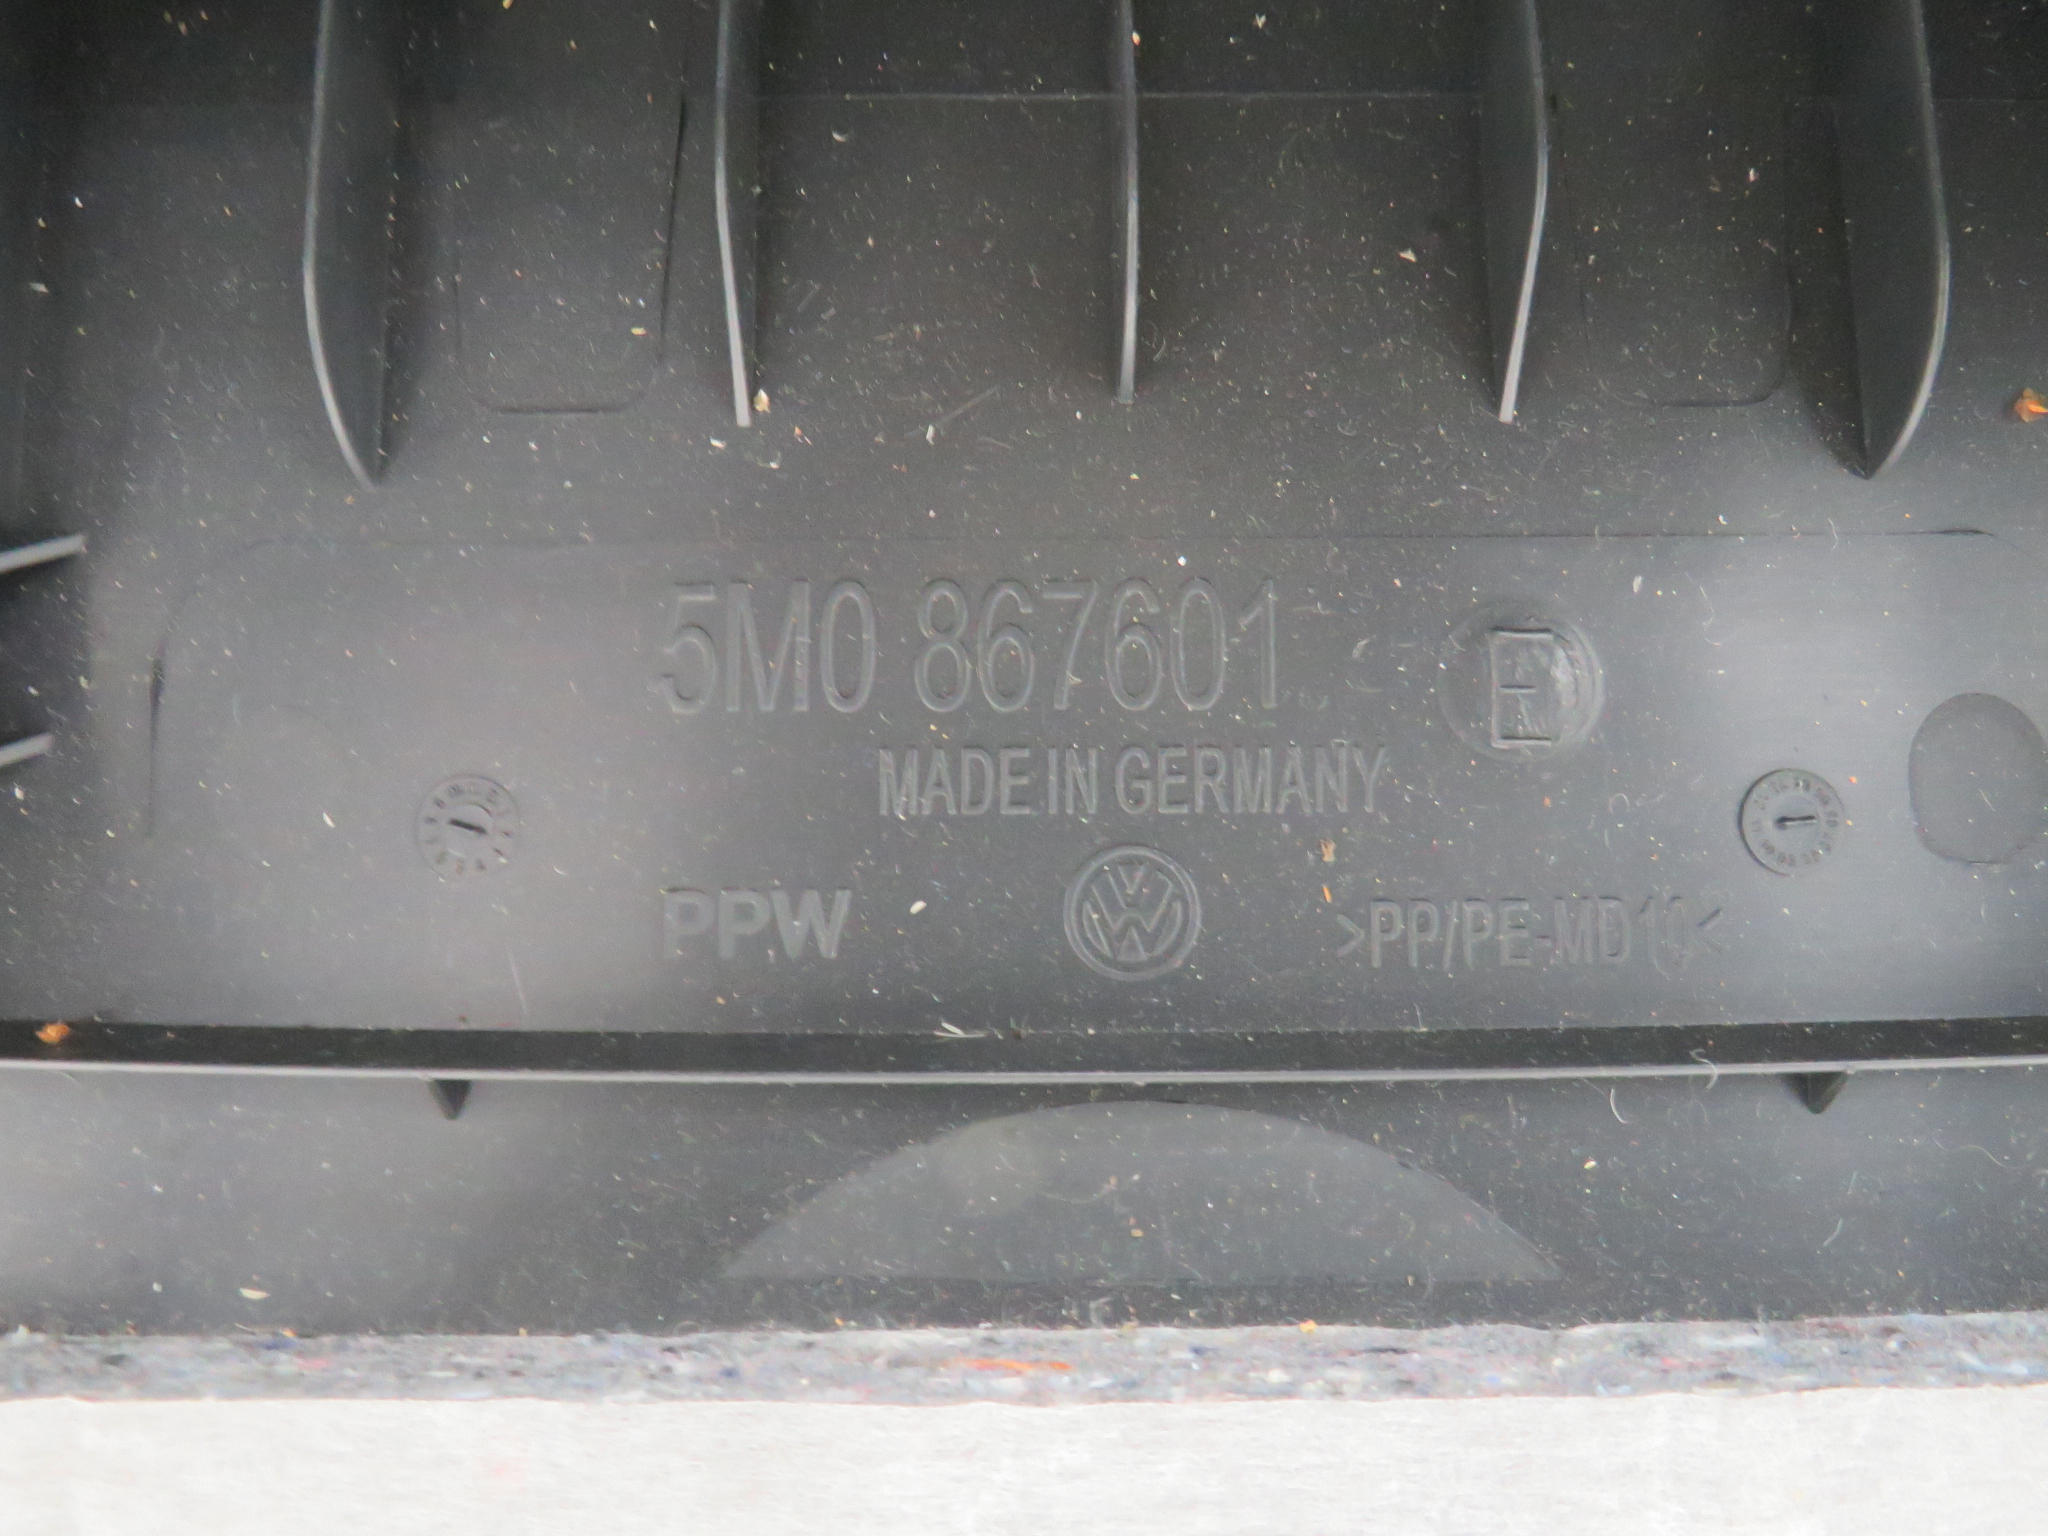 5M0 867601
MADE IN GERMANY
PPW
>PP/PE-MD10<